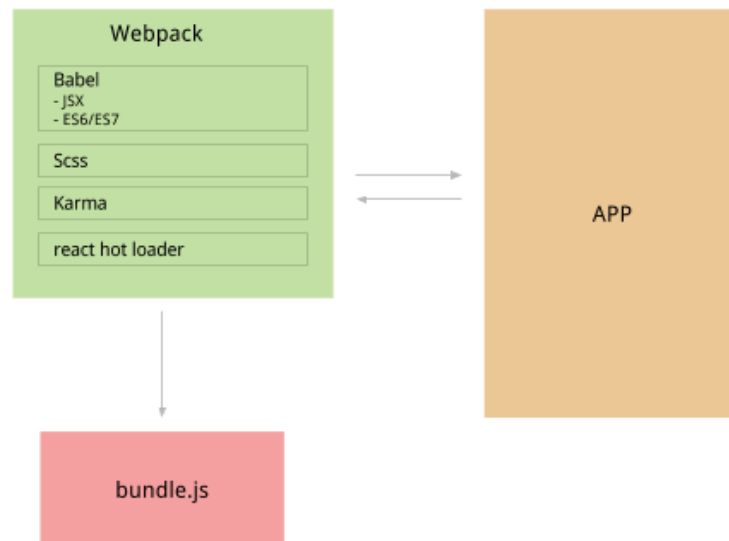 Webpack
Babel
- JSX
- ES6/ES7
Scss
Karma
react hot loader
APP
bundle.js